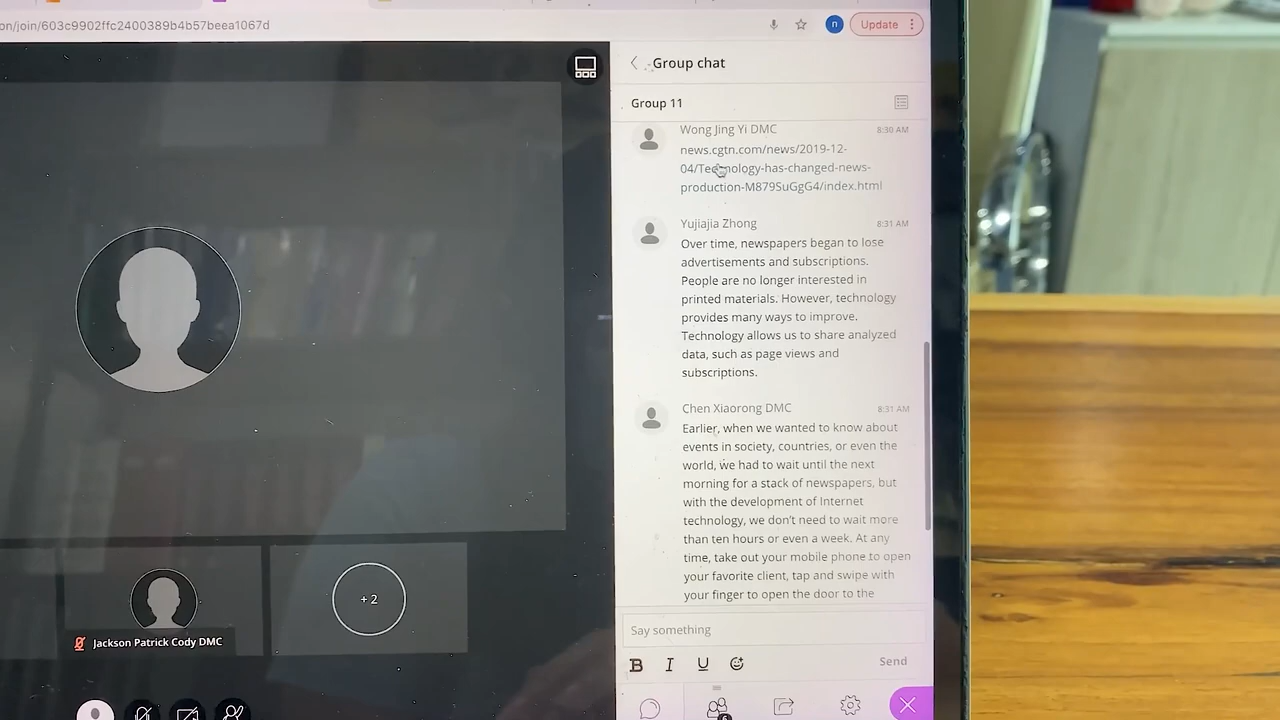 on/join/603c9902ffc2400389b4b57beea1067d
n
Update
Group chat
Group 11
Wong Jing Yi DMC 8:30 AM
news.cgtn.com/news/2019-12-
04/Technology-has-changed-news-
production-M879SuGgG4/index.html
Yujiajia Zhong 8:31 AM
Over time, newspapers began to lose
advertisements and subscriptions.
People are no longer interested in
printed materials. However, technology
provides many ways to improve.
Technology allows us to share analyzed
data, such as page views and
subscriptions.
Chen Xiaorong DMC 8:31 AM
Earlier, when we wanted to know about
events in society, countries, or even the
world, we had to wait until the next
morning for a stack of newspapers, but
with the development of Internet
technology, we don't need to wait more
than ten hours or even a week. At any
time, take out your mobile phone to open
your favorite client, tap and swipe with
your finger to open the door to the
+ 2
Jackson Patrick Cody DMC
Say something
B I U Send